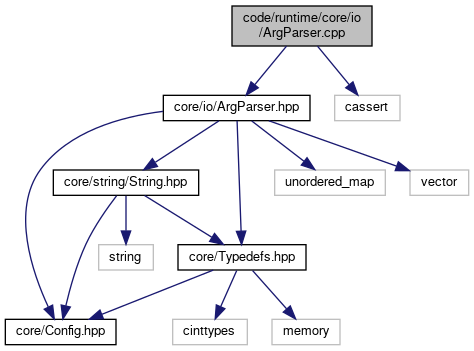 code/runtime/core/io
/ArgParser.cpp
core/io/ArgParser.hpp
cassert
core/string/String.hpp
unordered_map
vector
string
core/Typedefs.hpp
core/Config.hpp
cinttypes
memory